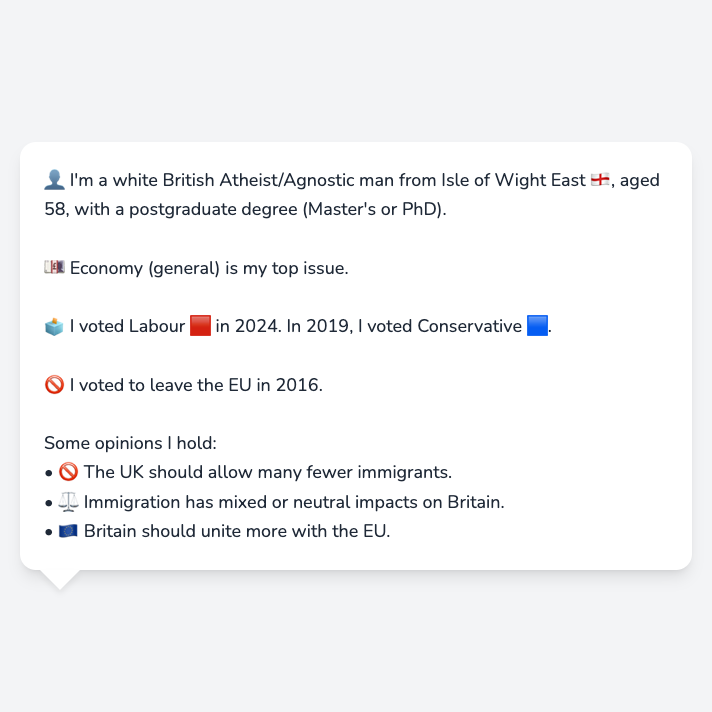 👤 I'm a white British Atheist/Agnostic man from Isle of Wight East 🏴󠁧󠁢󠁥󠁮󠁧󠁿, aged
58, with a postgraduate degree (Master's or PhD).
💷 Economy (general) is my top issue.
🗳️ I voted Labour 🟥 in 2024. In 2019, I voted Conservative 🟦.
🚫 I voted to leave the EU in 2016.
Some opinions I hold:
• 🚫 The UK should allow many fewer immigrants.
• ⚖️ Immigration has mixed or neutral impacts on Britain.
• 🇪🇺 Britain should unite more with the EU.